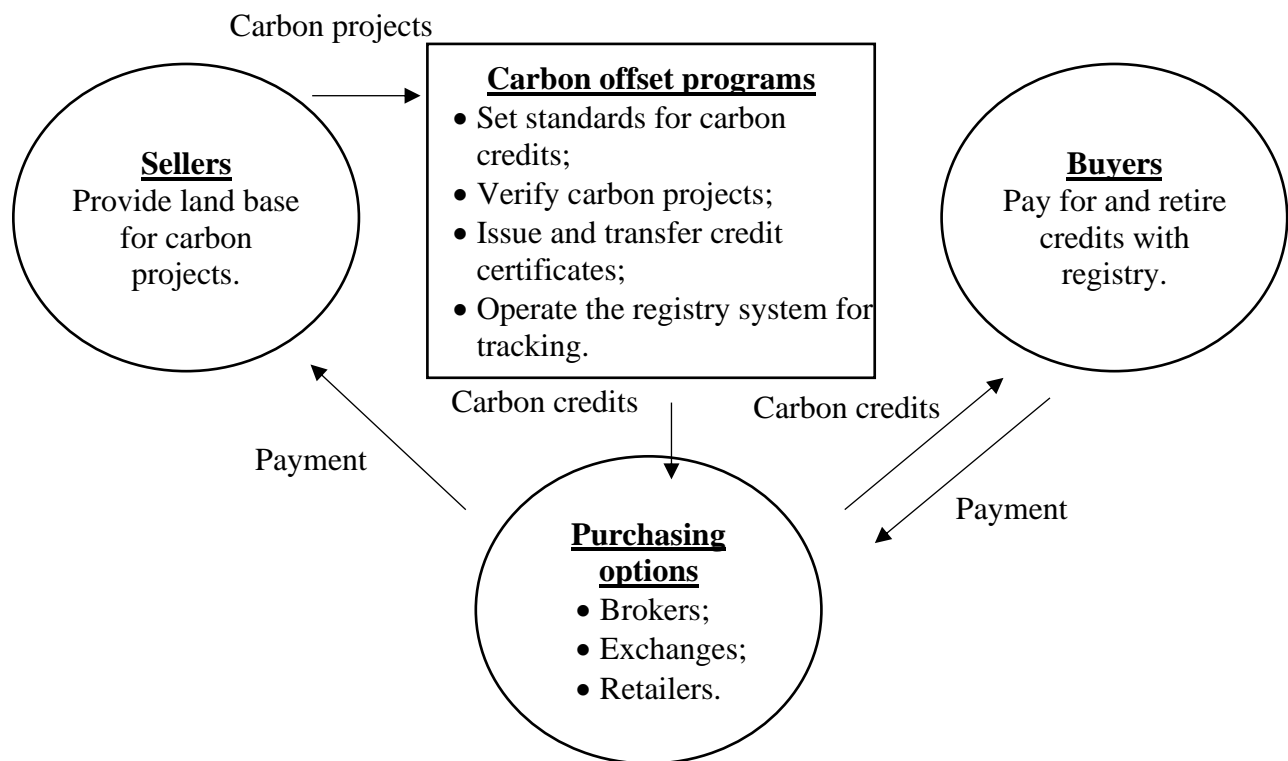 Carbon projects
Carbon offset programs
• Set standards for carbon
credits;
• Verify carbon projects;
• Issue and transfer credit
certificates;
• Operate the registry system for
tracking.
Sellers
Provide land base
for carbon
projects.
Buyers
Pay for and retire
credits with
registry.
Carbon credits
Carbon credits
Payment
Payment
Purchasing
options
• Brokers;
• Exchanges;
• Retailers.